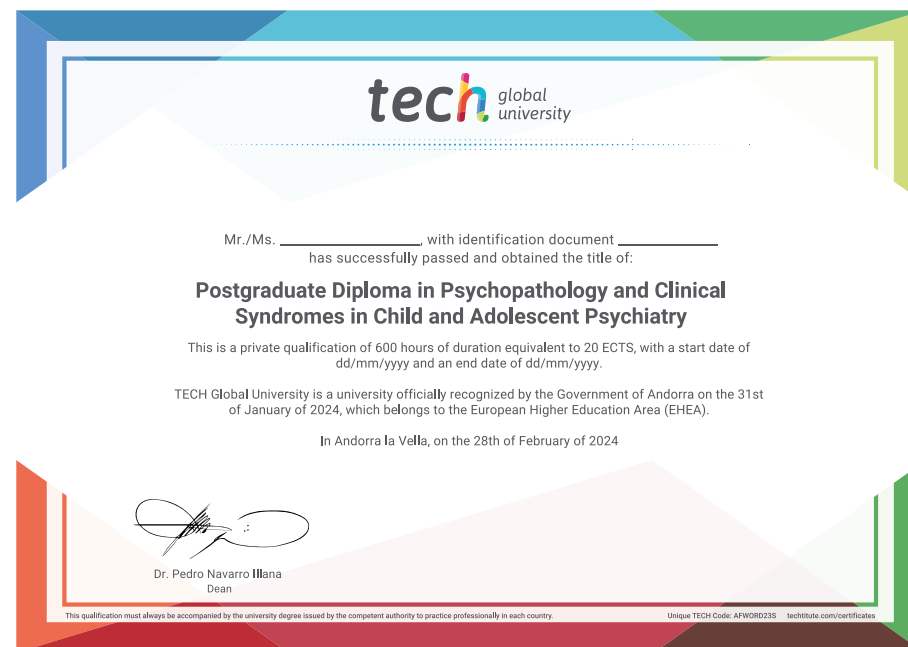 tech global university
Mr./Ms. ____________________, with identification document ______________
has successfully passed and obtained the title of:
Postgraduate Diploma in Psychopathology and Clinical
Syndromes in Child and Adolescent Psychiatry
This is a private qualification of 600 hours of duration equivalent to 20 ECTS, with a start date of
dd/mm/yyyy and an end date of dd/mm/yyyy.
TECH Global University is a university officially recognized by the Government of Andorra on the 31st
of January of 2024, which belongs to the European Higher Education Area (EHEA).
In Andorra la Vella, on the 28th of February of 2024
Dr. Pedro Navarro Illana
Dean
This qualification must always be accompanied by the university degree issued by the competent authority to practice professionally in each country.
Unique TECH Code: AFWORD23S techtitute.com/certificates